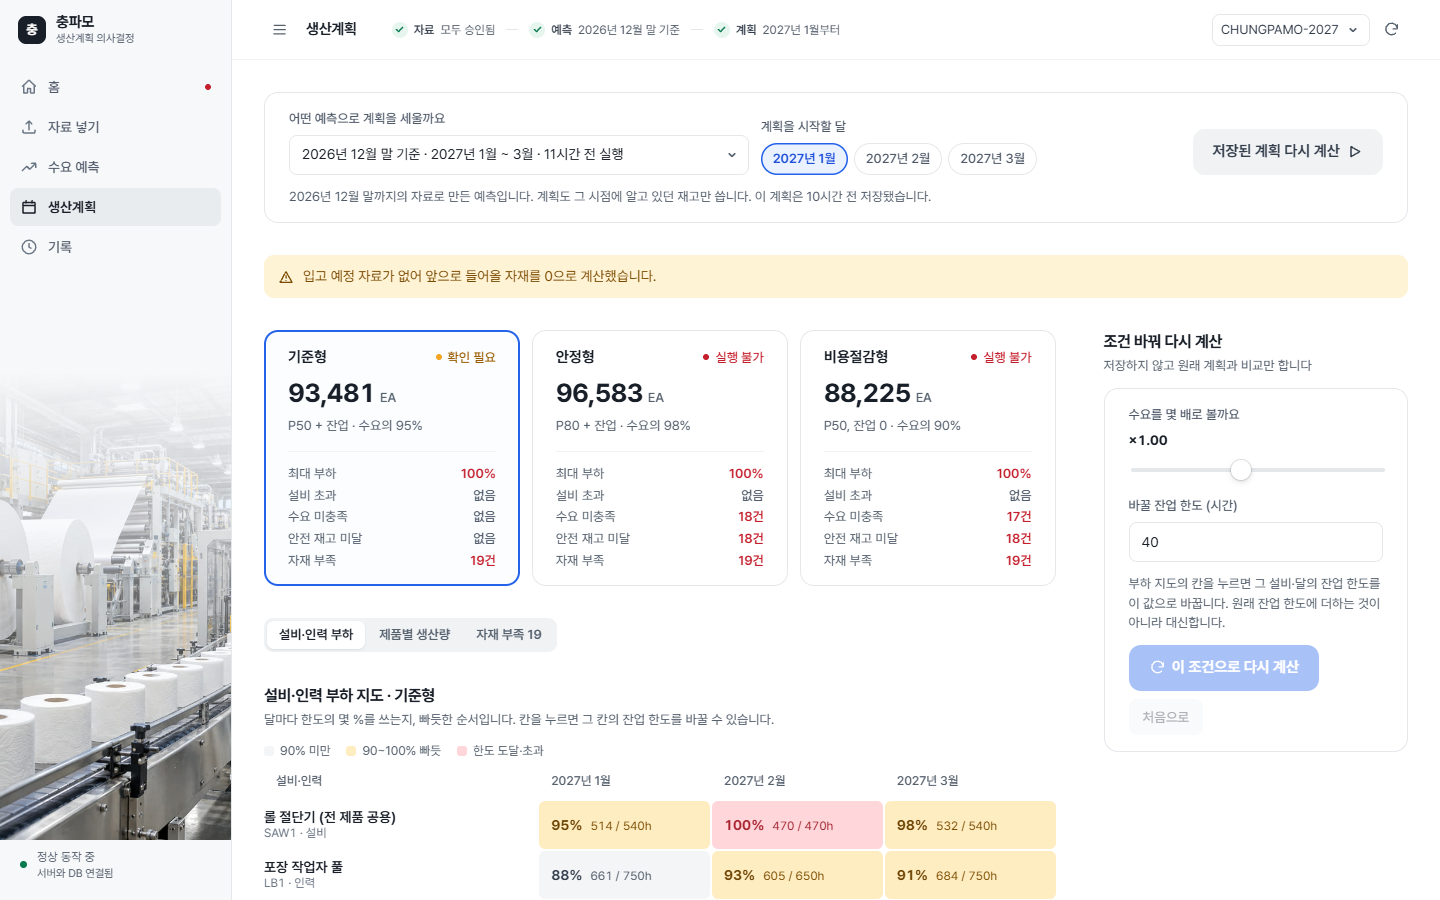 충
충파모
생산계획 의사결정
홈
자료 넣기
수요 예측
생산계획
기록
정상 동작 중
서버와 DB 연결됨
생산계획
자료 모두 승인됨
예측 2026년 12월 말 기준
계획 2027년 1월부터
CHUNGPAMO-2027
어떤 예측으로 계획을 세울까요
2026년 12월 말 기준 · 2027년 1월 ~ 3월 · 11시간 전 실행
계획을 시작할 달
2027년 1월
2027년 2월
2027년 3월
저장된 계획 다시 계산
2026년 12월 말까지의 자료로 만든 예측입니다. 계획도 그 시점에 알고 있던 재고만 씁니다. 이 계획은 10시간 전 저장됐습니다.
입고 예정 자료가 없어 앞으로 들어올 자재를 0으로 계산했습니다.
기준형
확인 필요
93,481 EA
P50 + 잔업 · 수요의 95%
최대 부하 100%
설비 초과 없음
수요 미충족 없음
안전 재고 미달 없음
자재 부족 19건
안정형
실행 불가
96,583 EA
P80 + 잔업 · 수요의 98%
최대 부하 100%
설비 초과 없음
수요 미충족 18건
안전 재고 미달 18건
자재 부족 19건
비용절감형
실행 불가
88,225 EA
P50, 잔업 0 · 수요의 90%
최대 부하 100%
설비 초과 없음
수요 미충족 17건
안전 재고 미달 18건
자재 부족 19건
조건 바꿔 다시 계산
저장하지 않고 원래 계획과 비교만 합니다
수요를 몇 배로 볼까요
×1.00
바꿀 잔업 한도 (시간)
40
부하 지도의 칸을 누르면 그 설비·달의 잔업 한도를
이 값으로 바꿉니다. 원래 잔업 한도에 더하는 것이
아니라 대신합니다.
이 조건으로 다시 계산
처음으로
설비·인력 부하
제품별 생산량
자재 부족 19
설비·인력 부하 지도 · 기준형
달마다 한도의 몇 %를 쓰는지, 빠듯한 순서입니다. 칸을 누르면 그 칸의 잔업 한도를 바꿀 수 있습니다.
90% 미만
90–100% 빠듯
한도 도달·초과
설비·인력 2027년 1월 2027년 2월 2027년 3월
롤 절단기 (전 제품 공용)
SAW1 · 설비
95% 514 / 540h
100% 470 / 470h
98% 532 / 540h
포장 작업자 풀
LB1 · 인력
88% 661 / 750h
93% 605 / 650h
91% 684 / 750h